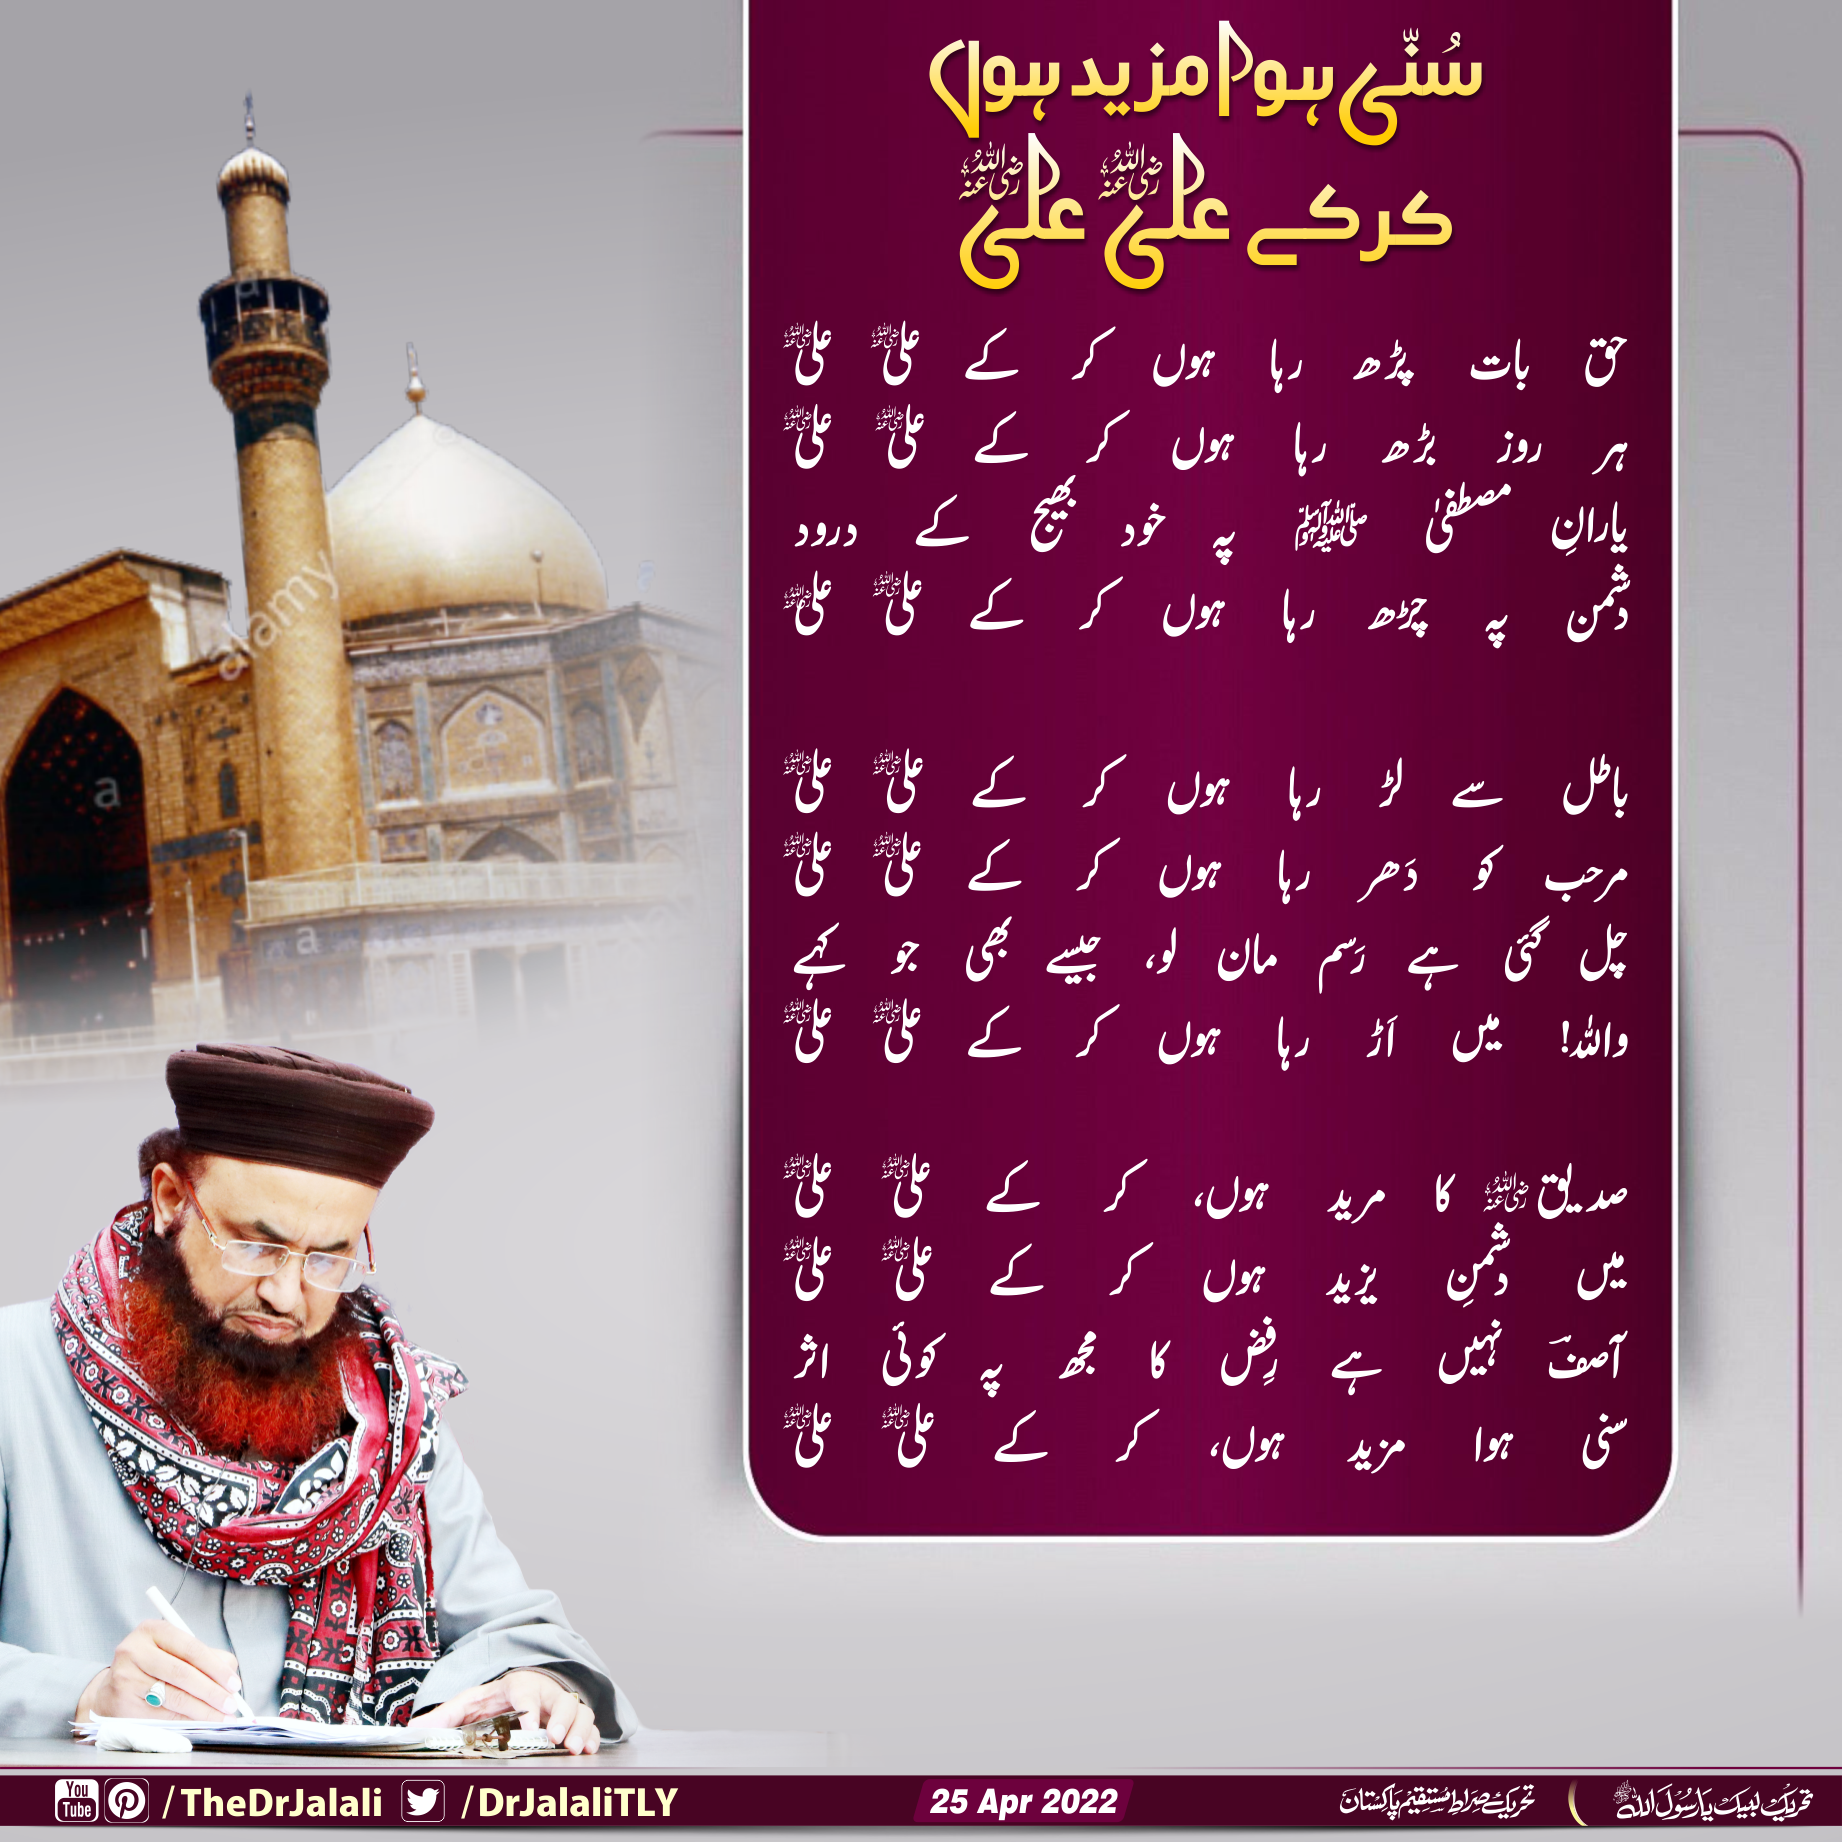 سُنّی ہوا مزید ہوں
کر کے علی رضی اللہ عنہ علی رضی اللہ عنہ
حق بات پڑھ رہا ہوں کر کے علی رضی اللہ عنہ علی رضی اللہ عنہ
ہر روز بڑھ رہا ہوں کر کے علی رضی اللہ عنہ علی رضی اللہ عنہ
یارانِ مصطفیٰ ﷺ پہ خود بھیج کے درود
دشمن پہ چڑھ رہا ہوں کر کے علی رضی اللہ عنہ علی رضی اللہ عنہ
باطل سے لڑ رہا ہوں کر کے علی رضی اللہ عنہ علی رضی اللہ عنہ
مرحب کو دَھر رہا ہوں کر کے علی رضی اللہ عنہ علی رضی اللہ عنہ
چل گئی ہے رَسم مان لو، جیسے بھی جو کہے
واللہ! میں اَڑ رہا ہوں کر کے علی رضی اللہ عنہ علی رضی اللہ عنہ
صدیق رضی اللہ عنہ کا مرید ہوں، کر کے علی رضی اللہ عنہ علی رضی اللہ عنہ
میں دشمنِ یزید ہوں کر کے علی رضی اللہ عنہ علی رضی اللہ عنہ
آصفؔ نہیں ہے رِفض کا مجھ پہ کوئی اثر
سنی ہوا مزید ہوں، کر کے علی رضی اللہ عنہ علی رضی اللہ عنہ
You Tube /TheDrJalali /DrJalaliTLY 25 Apr 2022 تحریک صراط مستقیم پاکستان تحریک لبیک یا رسول اللہ ﷺ
alamy